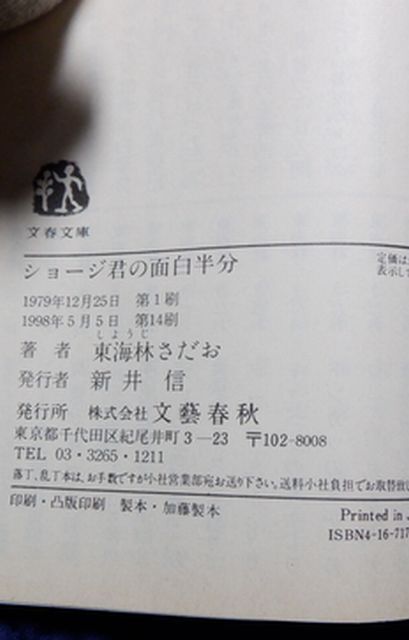 文春文庫
定価は
表示し
ショージ君の面白半分
1979年12月25日 第1刷
1998年5月5日 第14刷
しようじ
著者 東海林さだお
発行者 新井信
発行所 株式会社 文藝春秋
東京都千代田区紀尾井町3―23 〒102-8008
TEL 03・3265・1211
落丁、乱丁本は、お手数ですが小社営業部宛お送り下さい。送料小社負担でお取替致し
印刷・凸版印刷 製本・加藤製本
Printed in J
ISBN4-16-717